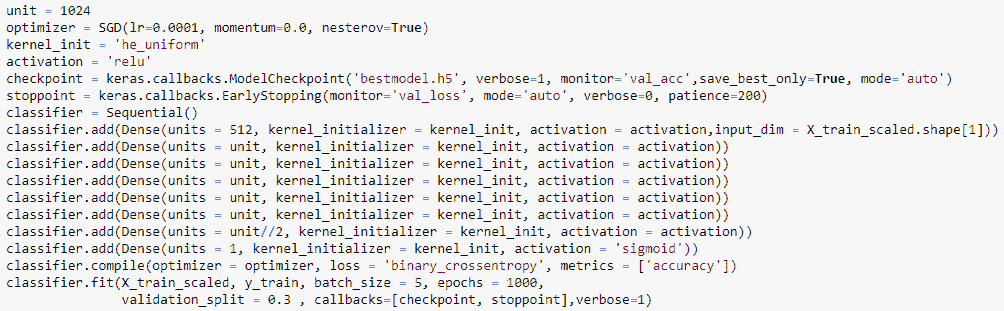 unit = 1024
optimizer = SGD(lr=0.0001, momentum=0.0, nesterov=True)
kernel_init = 'he_uniform'
activation = 'relu'
checkpoint = keras.callbacks.ModelCheckpoint('bestmodel.h5', verbose=1, monitor='val_acc',save_best_only=True, mode='auto')
stoppoint = keras.callbacks.EarlyStopping(monitor='val_loss', mode='auto', verbose=0, patience=200)
classifier = Sequential()
classifier.add(Dense(units = 512, kernel_initializer = kernel_init, activation = activation,input_dim = X_train_scaled.shape[1]))
classifier.add(Dense(units = unit, kernel_initializer = kernel_init, activation = activation))
classifier.add(Dense(units = unit, kernel_initializer = kernel_init, activation = activation))
classifier.add(Dense(units = unit, kernel_initializer = kernel_init, activation = activation))
classifier.add(Dense(units = unit, kernel_initializer = kernel_init, activation = activation))
classifier.add(Dense(units = unit, kernel_initializer = kernel_init, activation = activation))
classifier.add(Dense(units = unit//2, kernel_initializer = kernel_init, activation = activation))
classifier.add(Dense(units = 1, kernel_initializer = kernel_init, activation = 'sigmoid'))
classifier.compile(optimizer = optimizer, loss = 'binary_crossentropy', metrics = ['accuracy'])
classifier.fit(X_train_scaled, y_train, batch_size = 5, epochs = 1000,
validation_split = 0.3 , callbacks=[checkpoint, stoppoint],verbose=1)